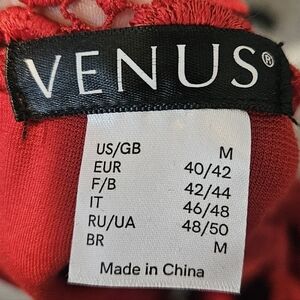 VENUS®
US/GB M
EUR 40/42
F/B 42/44
IT 46/48
RU/UA 48/50
BR M
Made in China